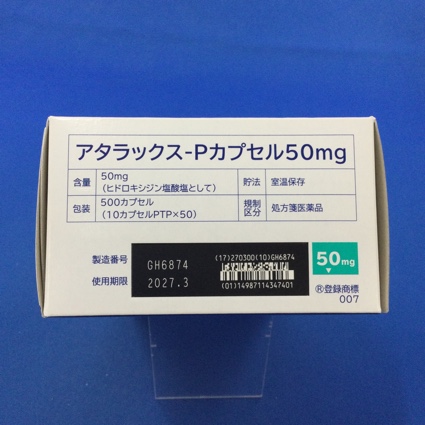 アタラックス-Pカプセル50mg
含量 50mg (ヒドロキシジン塩酸塩として) 貯法 室温保存
包装 500カプセル (10カプセルPTP×50) 規制区分 処方箋医薬品
製造番号 GH6874
使用期限 2027.3
(17)270300(10)GH6874
(01)14987114347401
50mg
®登録商標
007